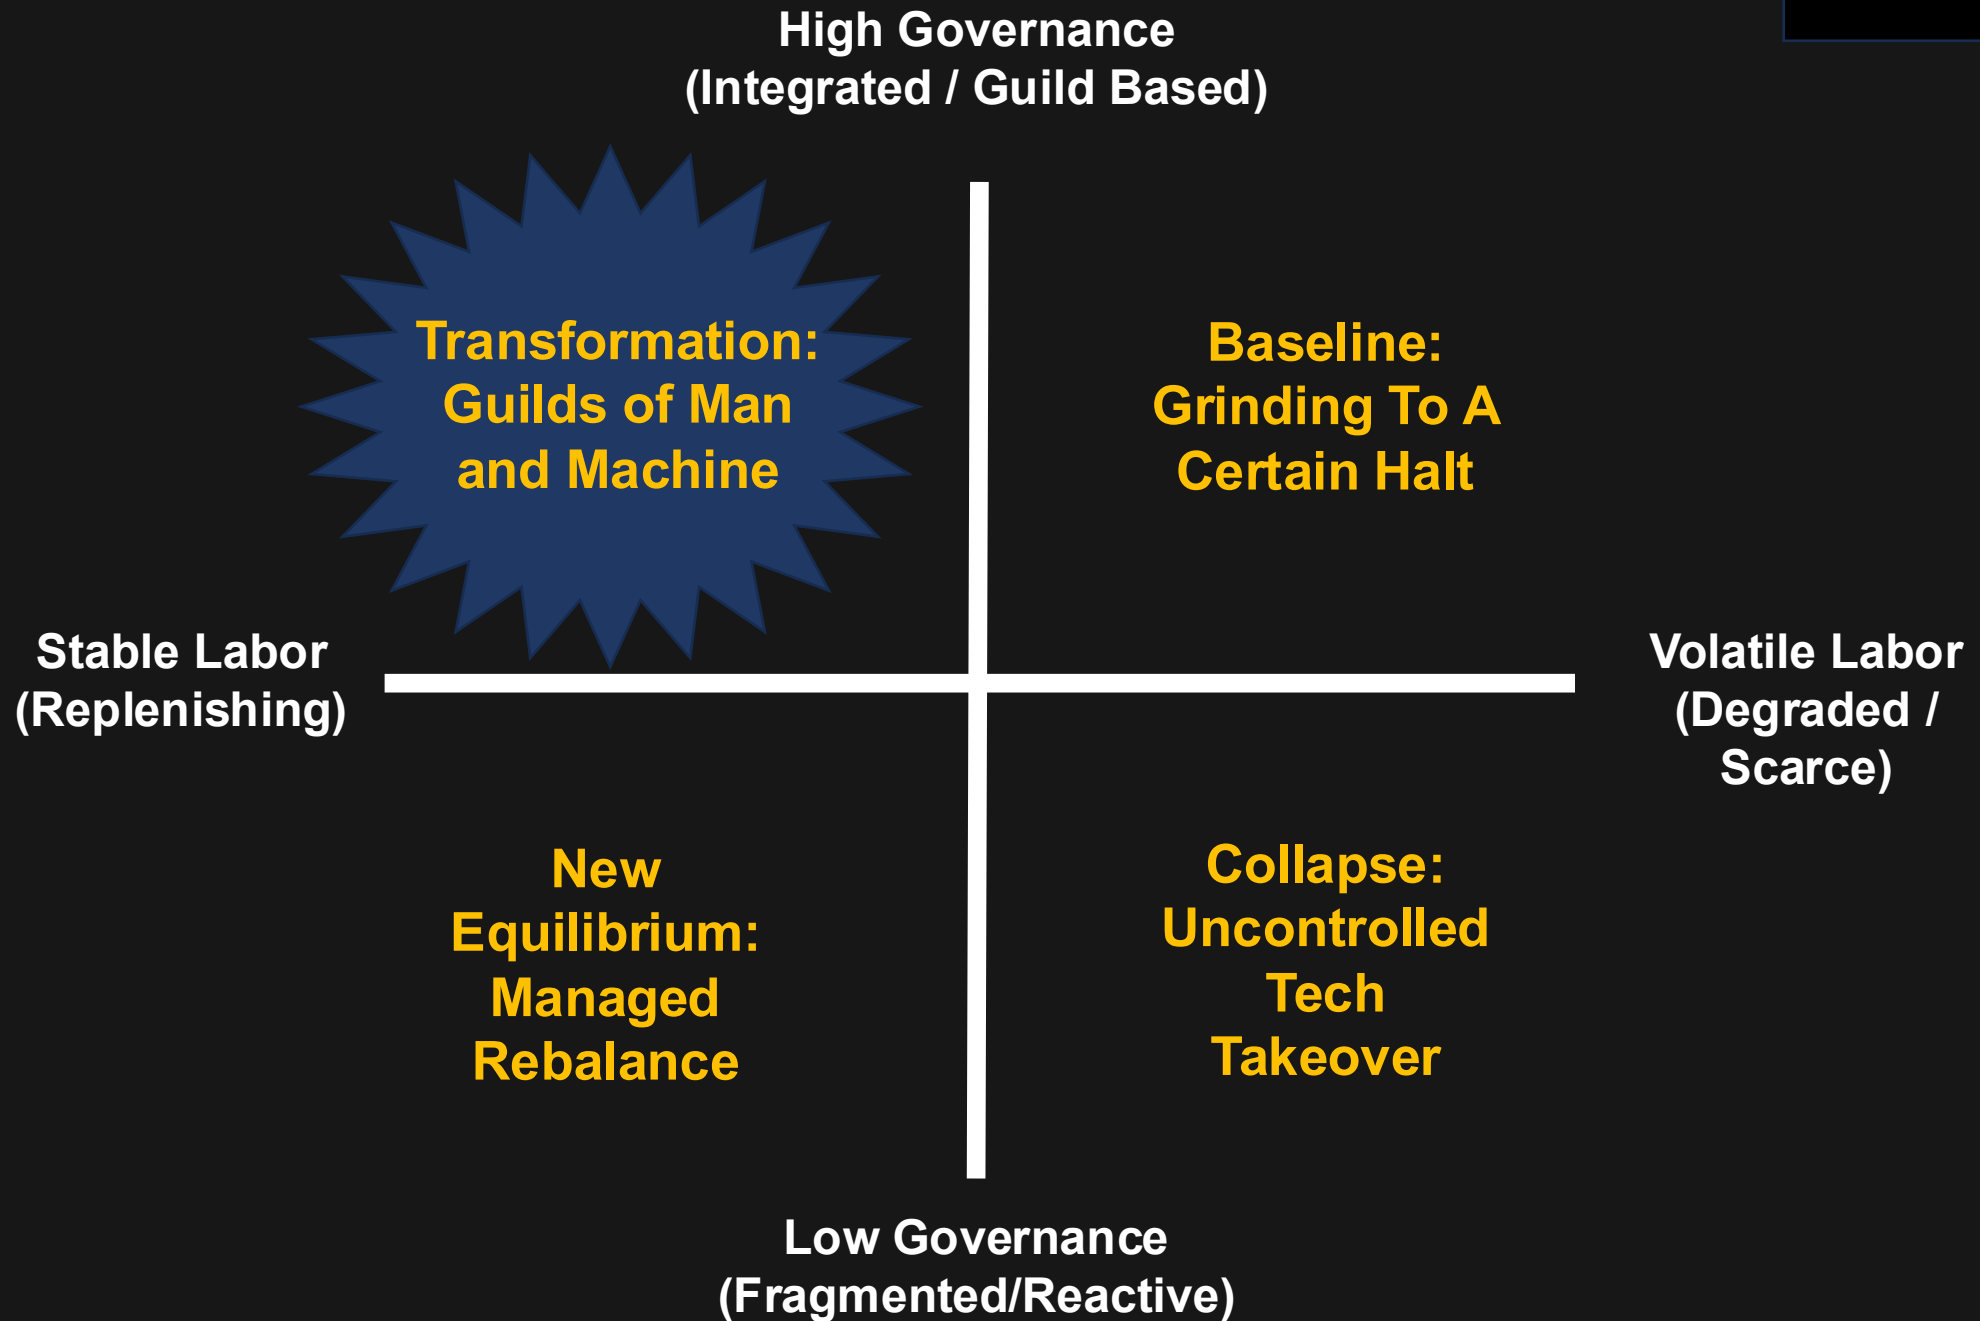 High Governance
(Integrated / Guild Based)
Transformation:
Guilds of Man
and Machine
Baseline:
Grinding To A
Certain Halt
Stable Labor
(Replenishing)
Volatile Labor
(Degraded /
Scarce)
New
Equilibrium:
Managed
Rebalance
Collapse:
Uncontrolled
Tech
Takeover
Low Governance
(Fragmented/Reactive)